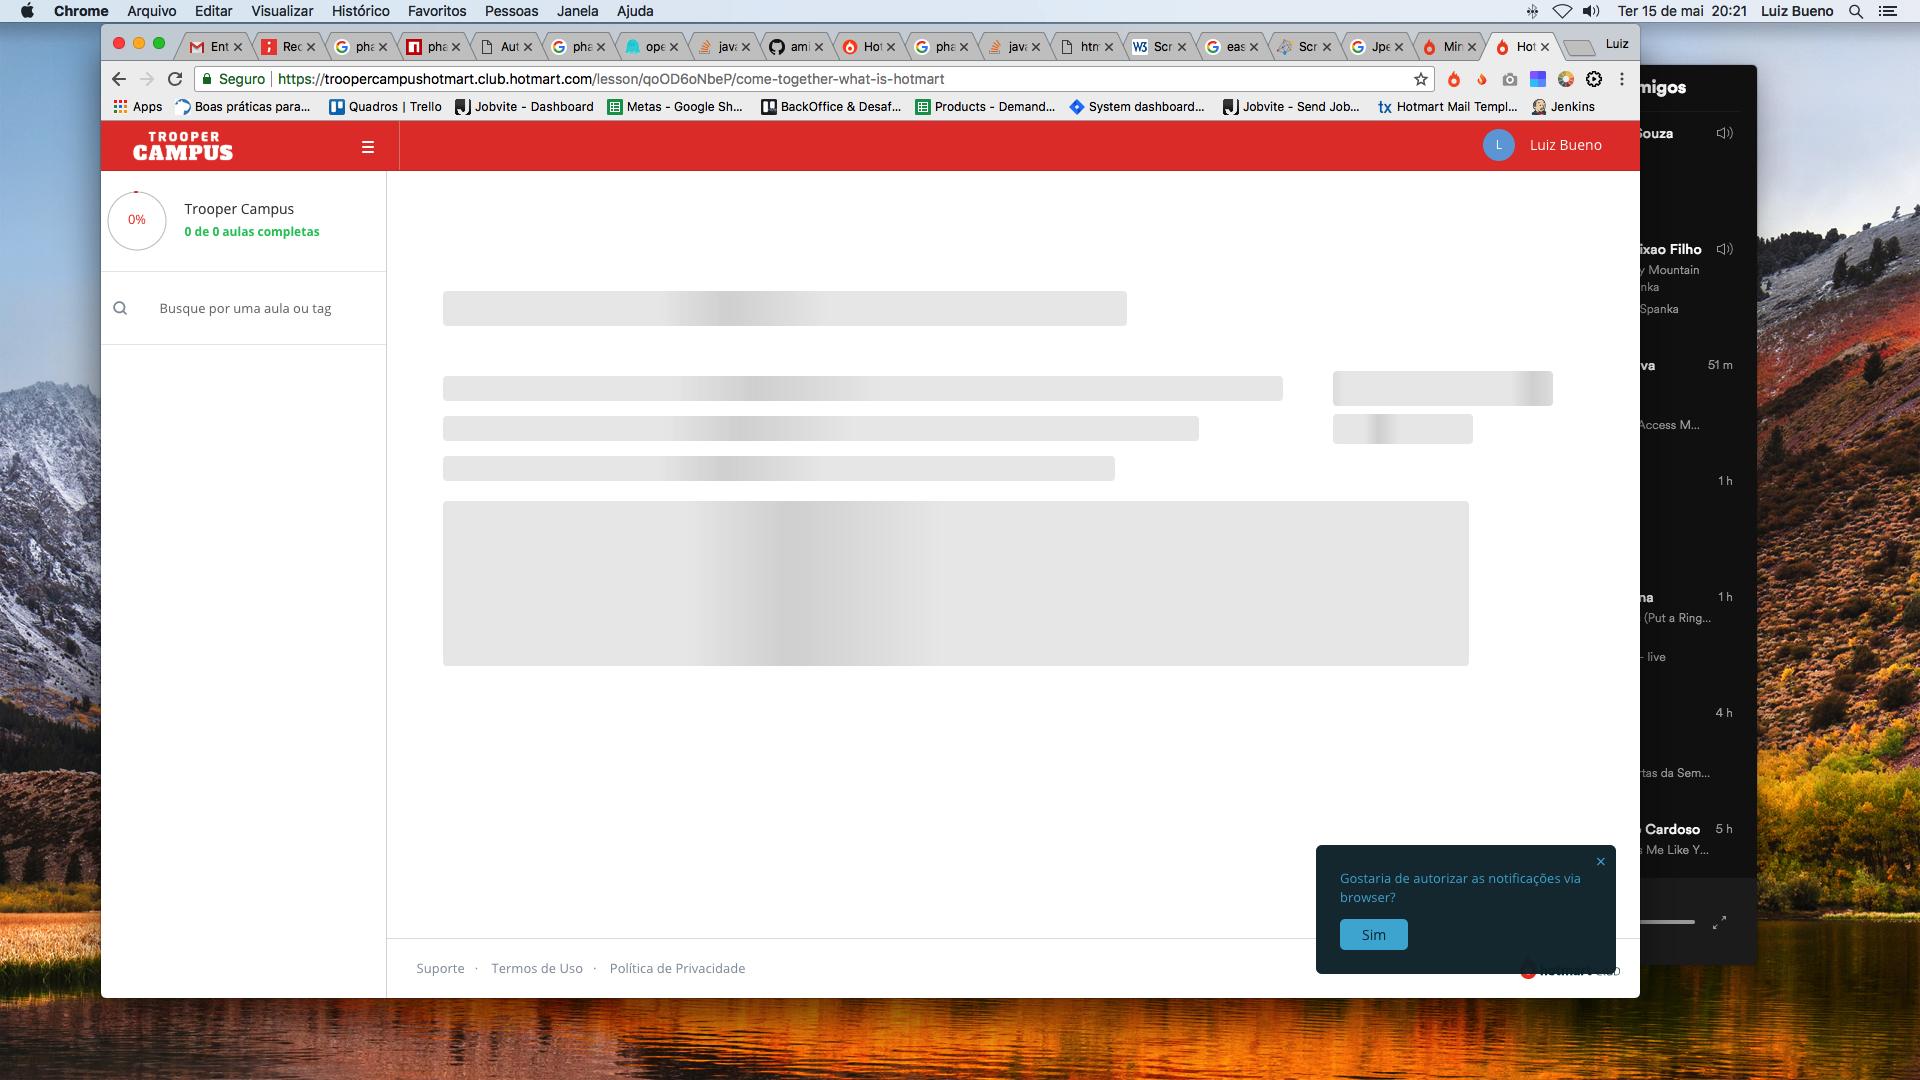 Chrome Arquivo Editar Visualizar Histórico Favoritos Pessoas Janela Ajuda Ter 15 de mai 20:21 Luiz Bueno
Ent Rec pha pha Aut pha ope java ami Hot pha java htm Scr eas Scr Jpe Min Hot Luiz
Seguro https://troopercampushotmart.club.hotmart.com/lesson/qoOD6oNbeP/come-together-what-is-hotmart
Apps Boas práticas para... Quadros | Trello Jobvite - Dashboard Metas - Google Sh... BackOffice & Desaf... Products - Demand... System dashboard... Jobvite - Send Job... tx Hotmart Mail Templ... Jenkins
TROOPER
CAMPUS
L Luiz Bueno
0%
Trooper Campus
0 de 0 aulas completas
Busque por uma aula ou tag
Gostaria de autorizar as notificações via
browser?
Sim
Suporte · Termos de Uso · Política de Privacidade
hotmart
migos
Souza
ixao Filho
y Mountain
nka
Spanka
va 51 m
Access M...
1 h
na 1 h
(Put a Ring...
- live
4 h
rtas da Sem...
Cardoso 5 h
s Me Like Y...